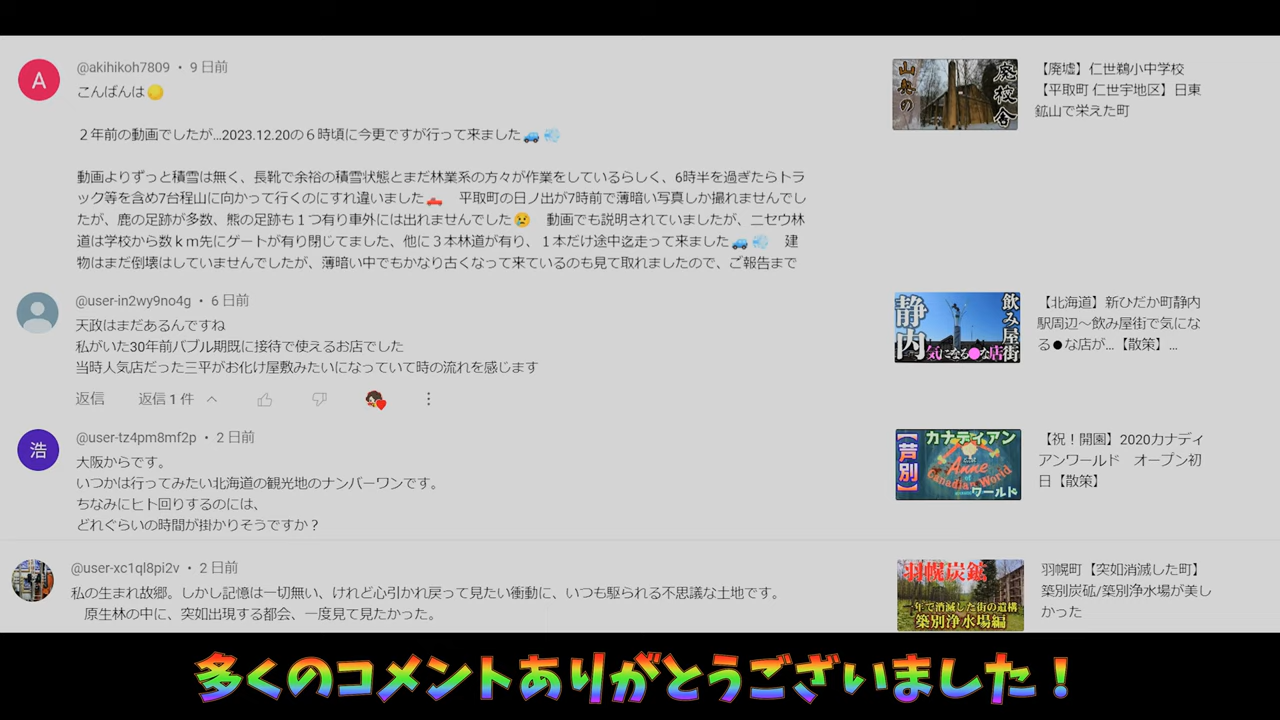 A
@akihikoh7809 • 9 日前
こんばんは
２年前の動画でしたが...2023.12.20の６時頃に今更ですが行って来ました
動画よりずっと積雪は無く、長靴で余裕の積雪状態とまだ林業系の方々が作業をしているらしく、6時半を過ぎたらトラ
ック等を含め7台程山に向かって行くのにすれ違いました　平取町の日ノ出が7時前で薄暗い写真しか撮れませんでし
たが、鹿の足跡が多数、熊の足跡も１つ有り車外には出れませんでした　動画でも説明されていましたが、ニセウ林
道は学校から数ｋｍ先にゲートが有り閉じてました、他に３本林道が有り、１本だけ途中迄走って来ました　建
物はまだ倒壊はしていませんでしたが、薄暗い中でもかなり古くなって来ているのも見て取れましたので、ご報告まで
山奥の
廃校舎
【廃墟】仁世鵜小中学校
【平取町 仁世宇地区】日東
鉱山で栄えた町
@user-in2wy9no4g • 6 日前
天政はまだあるんですね
私がいた30年前バブル期既に接待で使えるお店でした
当時人気店だった三平がお化け屋敷みたいになっていて時の流れを感じます
返信 返信 1 件
静内
飲み屋街
気になる●な店
【北海道】新ひだか町静内
駅周辺～飲み屋街で気にな
る●な店が...【散策】...
浩
@user-tz4pm8mf2p • 2 日前
大阪からです。
いつかは行ってみたい北海道の観光地のナンバーワンです。
ちなみにヒト回りするのには、
どれぐらいの時間が掛かりそうですか？
【芦別】
カナディアン
Anne
of
Canadian World
ワールド
【祝！開園】2020カナディ
アンワールド　オープン初
日【散策】
@user-xc1ql8pi2v • 2 日前
私の生まれ故郷。しかし記憶は一切無い、けれど心引かれ戻って見たい衝動に、いつも駆られる不思議な土地です。
原生林の中に、突如出現する都会、一度見て見たかった。
羽幌炭鉱
年で消滅した街の遺構
築別浄水場編
羽幌町【突如消滅した町】
築別炭砿/築別浄水場が美し
かった
多くのコメントありがとうございました！